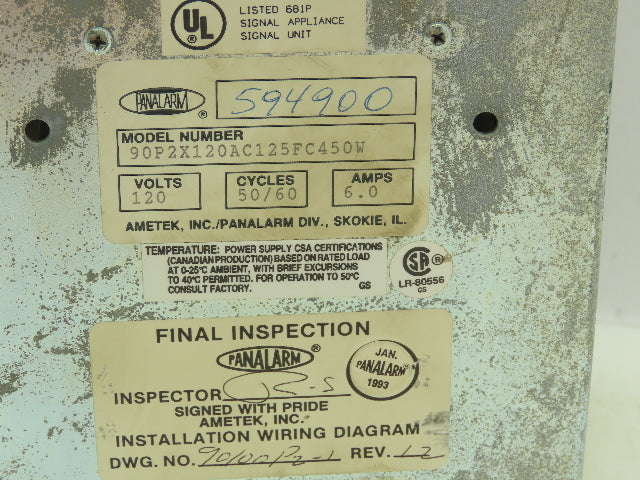 UL
LISTED 681P
SIGNAL APPLIANCE
SIGNAL UNIT
PANALARM ® 594900
MODEL NUMBER
90P2X120AC125FC450W
VOLTS CYCLES AMPS
120 50/60 6.0
AMETEK, INC./PANALARM DIV., SKOKIE, IL.
TEMPERATURE: POWER SUPPLY CSA CERTIFICATIONS
(CANADIAN PRODUCTION) BASED ON RATED LOAD
AT 0-25°C AMBIENT, WITH BRIEF EXCURSIONS
TO 40°C PERMITTED. FOR OPERATION TO 50°C
CONSULT FACTORY. GS
SA ®
LR-80556
GS
FINAL INSPECTION
PANALARM ®
JAN.
PANALARM
1993
INSPECTOR
SIGNED WITH PRIDE
AMETEK, INC.
INSTALLATION WIRING DIAGRAM
DWG. NO. REV. 12